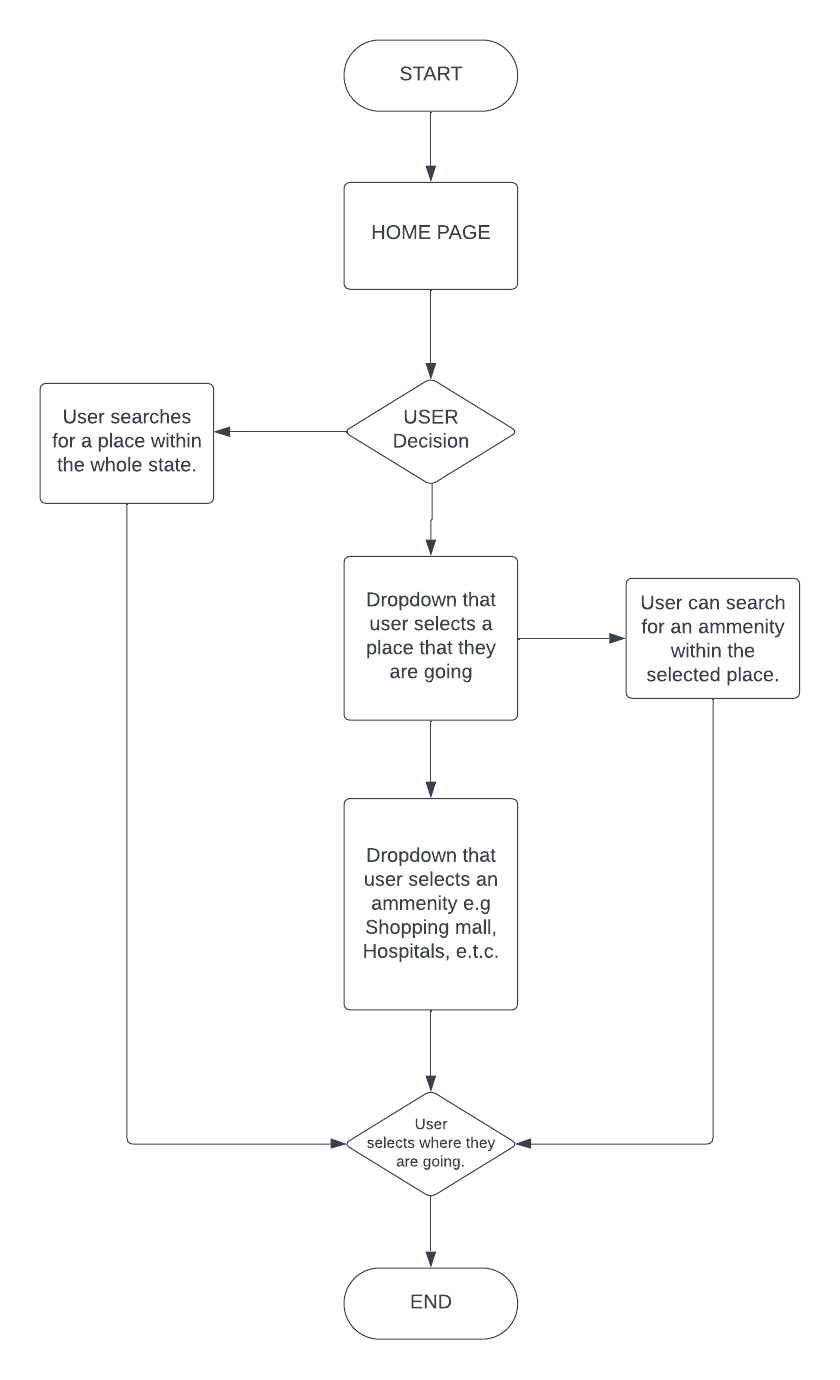 START
HOME PAGE
User searches
for a place within
the whole state.
USER
Decision
Dropdown that
user selects a
place that they
are going
User can search
for an ammenity
within the
selected place.
Dropdown that
user selects an
ammenity e.g
Shopping mall,
Hospitals, e.t.c.
User
selects where they
are going.
END